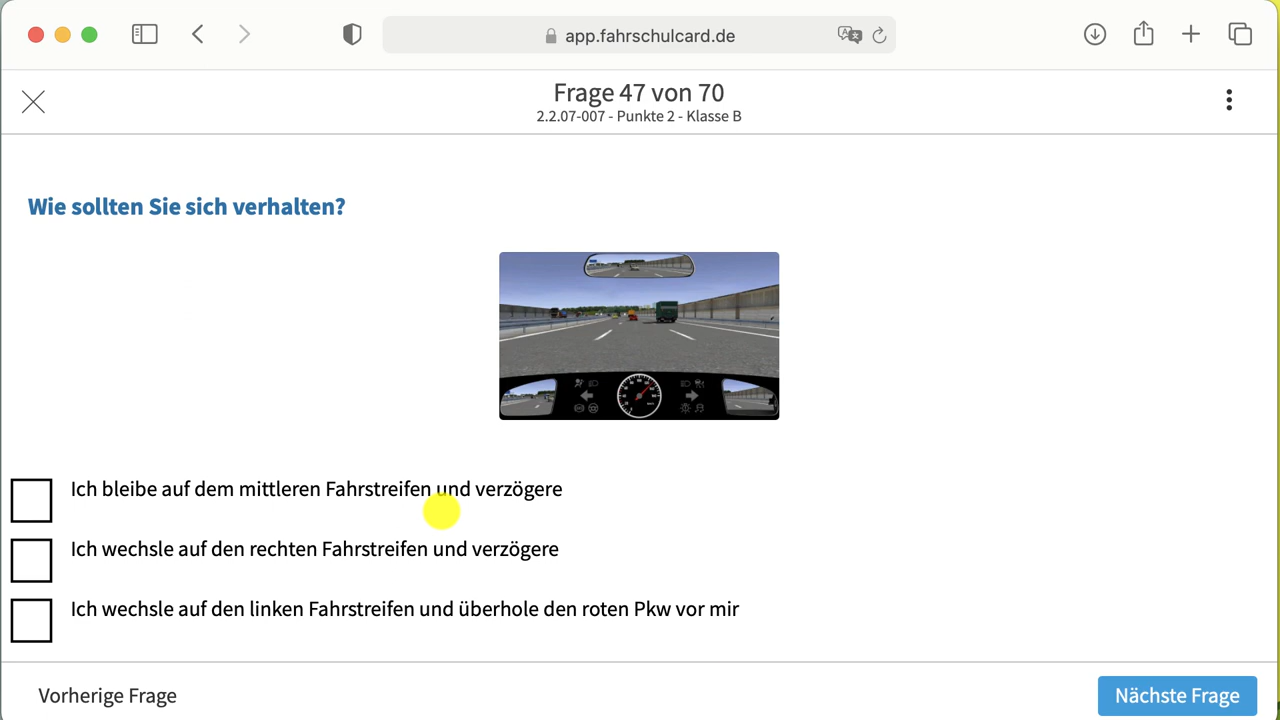 app.fahrschulcard.de
Frage 47 von 70
2.2.07-007 - Punkte 2 - Klasse B
Wie sollten Sie sich verhalten?
Ich bleibe auf dem mittleren Fahrstreifen und verzögere
Ich wechsle auf den rechten Fahrstreifen und verzögere
Ich wechsle auf den linken Fahrstreifen und überhole den roten Pkw vor mir
Vorherige Frage
Nächste Frage